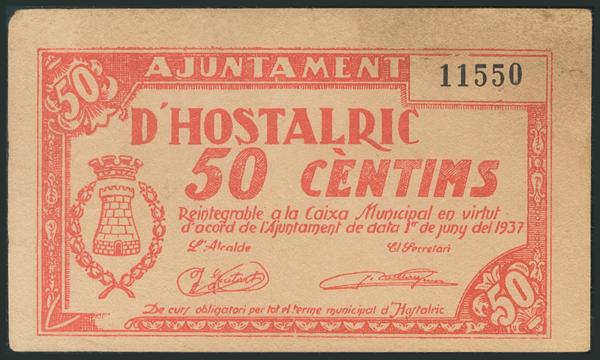 50
AJUNTAMENT
11550
D'HOSTALRIC
50 CÈNTIMS
Reintegrable a la Caixa Municipal en virtut
d'acord de l'Ajuntament de data 1er de juny del 1937
L'Alcalde El Secretari
De curs obligatori per tot el terme municipal d'Hostalric
50